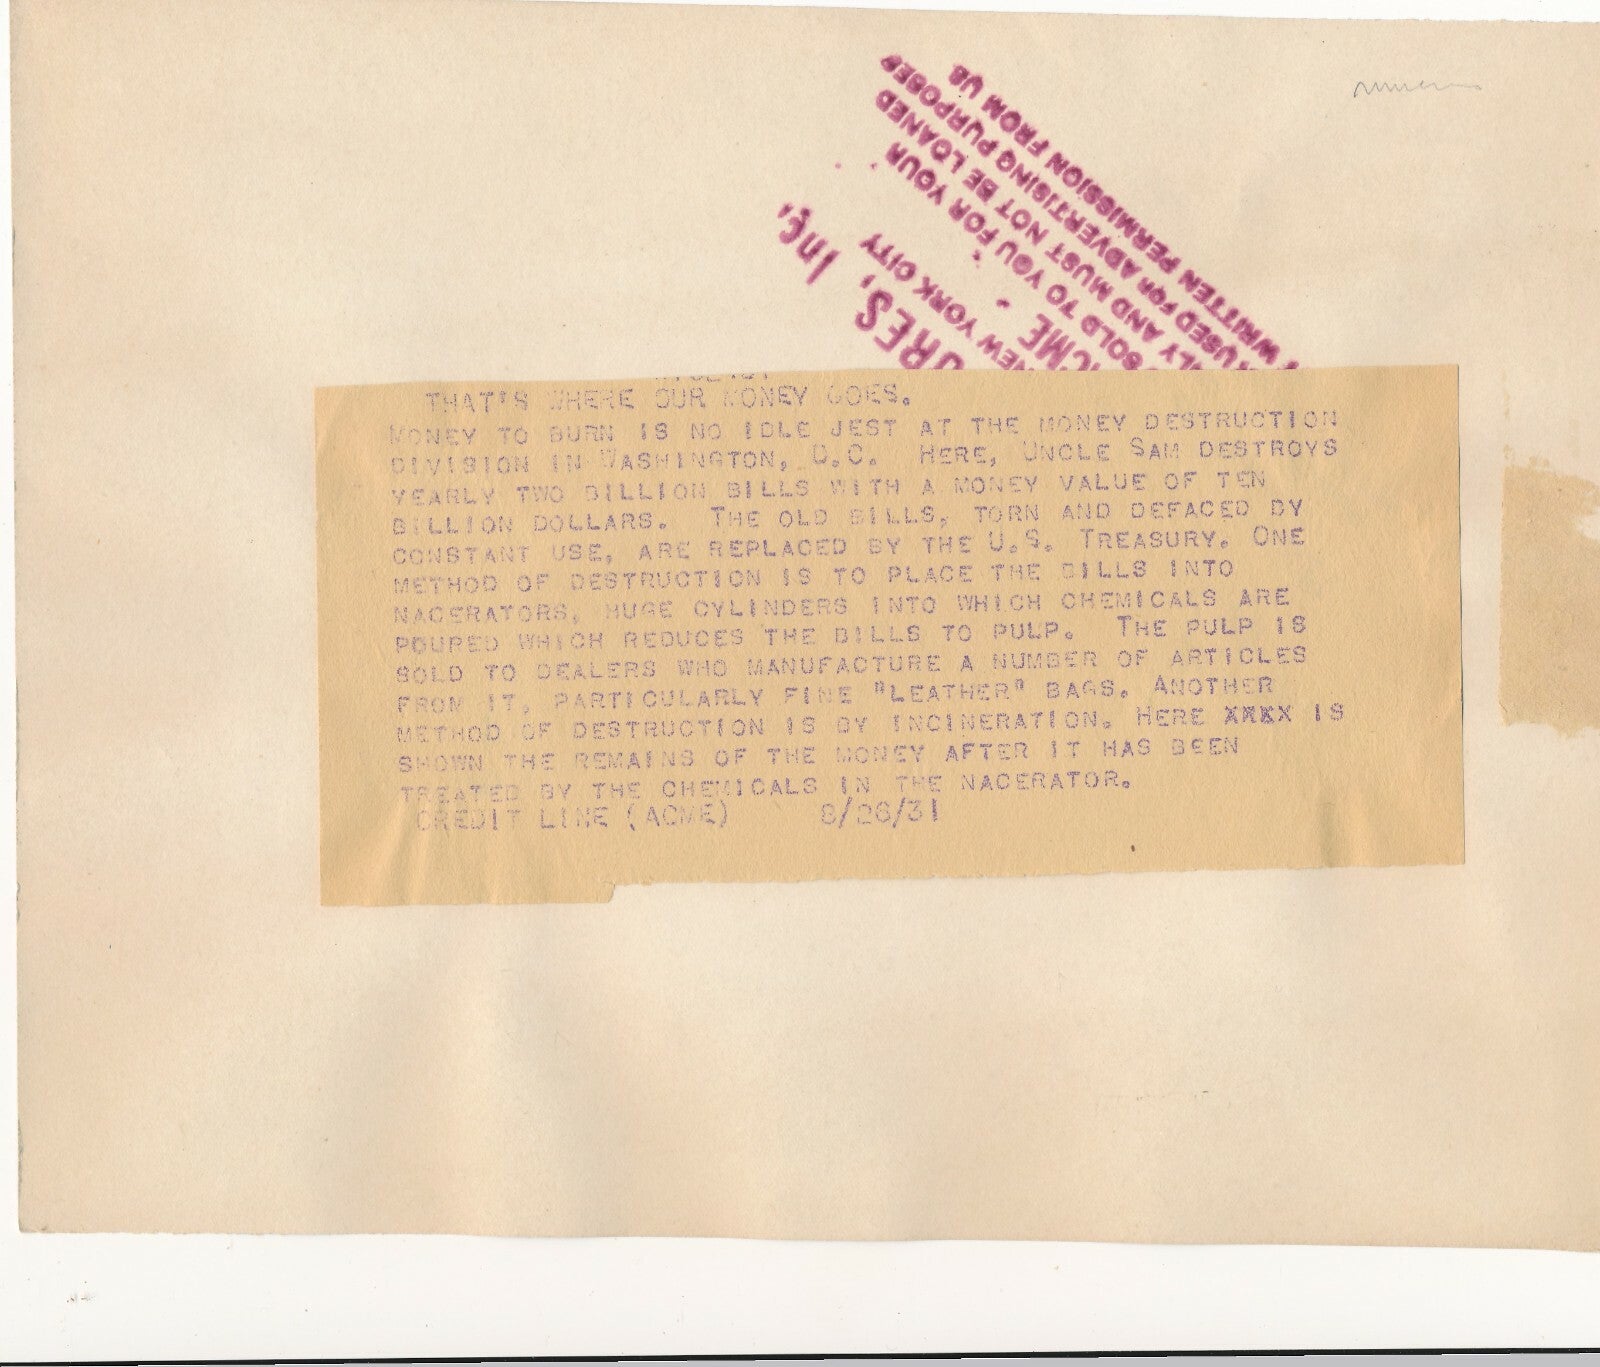 URES, Inc.
NEW YORK CITY
ACME
SOLD TO YOU FOR YOUR
LY AND MUST NOT BE LOANED
USED FOR ADVERTISING PURPOSES
WRITTEN PERMISSION FROM US
THAT'S WHERE OUR MONEY GOES.
MONEY TO BURN IS NO IDLE JEST AT THE MONEY DESTRUCTION
DIVISION IN WASHINGTON, D.C. HERE, UNCLE SAM DESTROYS
YEARLY TWO BILLION BILLS WITH A MONEY VALUE OF TEN
BILLION DOLLARS. THE OLD BILLS, TORN AND DEFACED BY
CONSTANT USE, ARE REPLACED BY THE U.S. TREASURY. ONE
METHOD OF DESTRUCTION IS TO PLACE THE BILLS INTO
NACERATORS, HUGE CYLINDERS INTO WHICH CHEMICALS ARE
POURED WHICH REDUCES THE BILLS TO PULP. THE PULP IS
SOLD TO DEALERS WHO MANUFACTURE A NUMBER OF ARTICLES
FROM IT, PARTICULARLY FINE "LEATHER" BAGS. ANOTHER
METHOD OF DESTRUCTION IS BY INCINERATION. HERE XXXX IS
SHOWN THE REMAINS OF THE MONEY AFTER IT HAS BEEN
TREATED BY THE CHEMICALS IN THE NACERATOR.
CREDIT LINE (ACME) 8/26/31